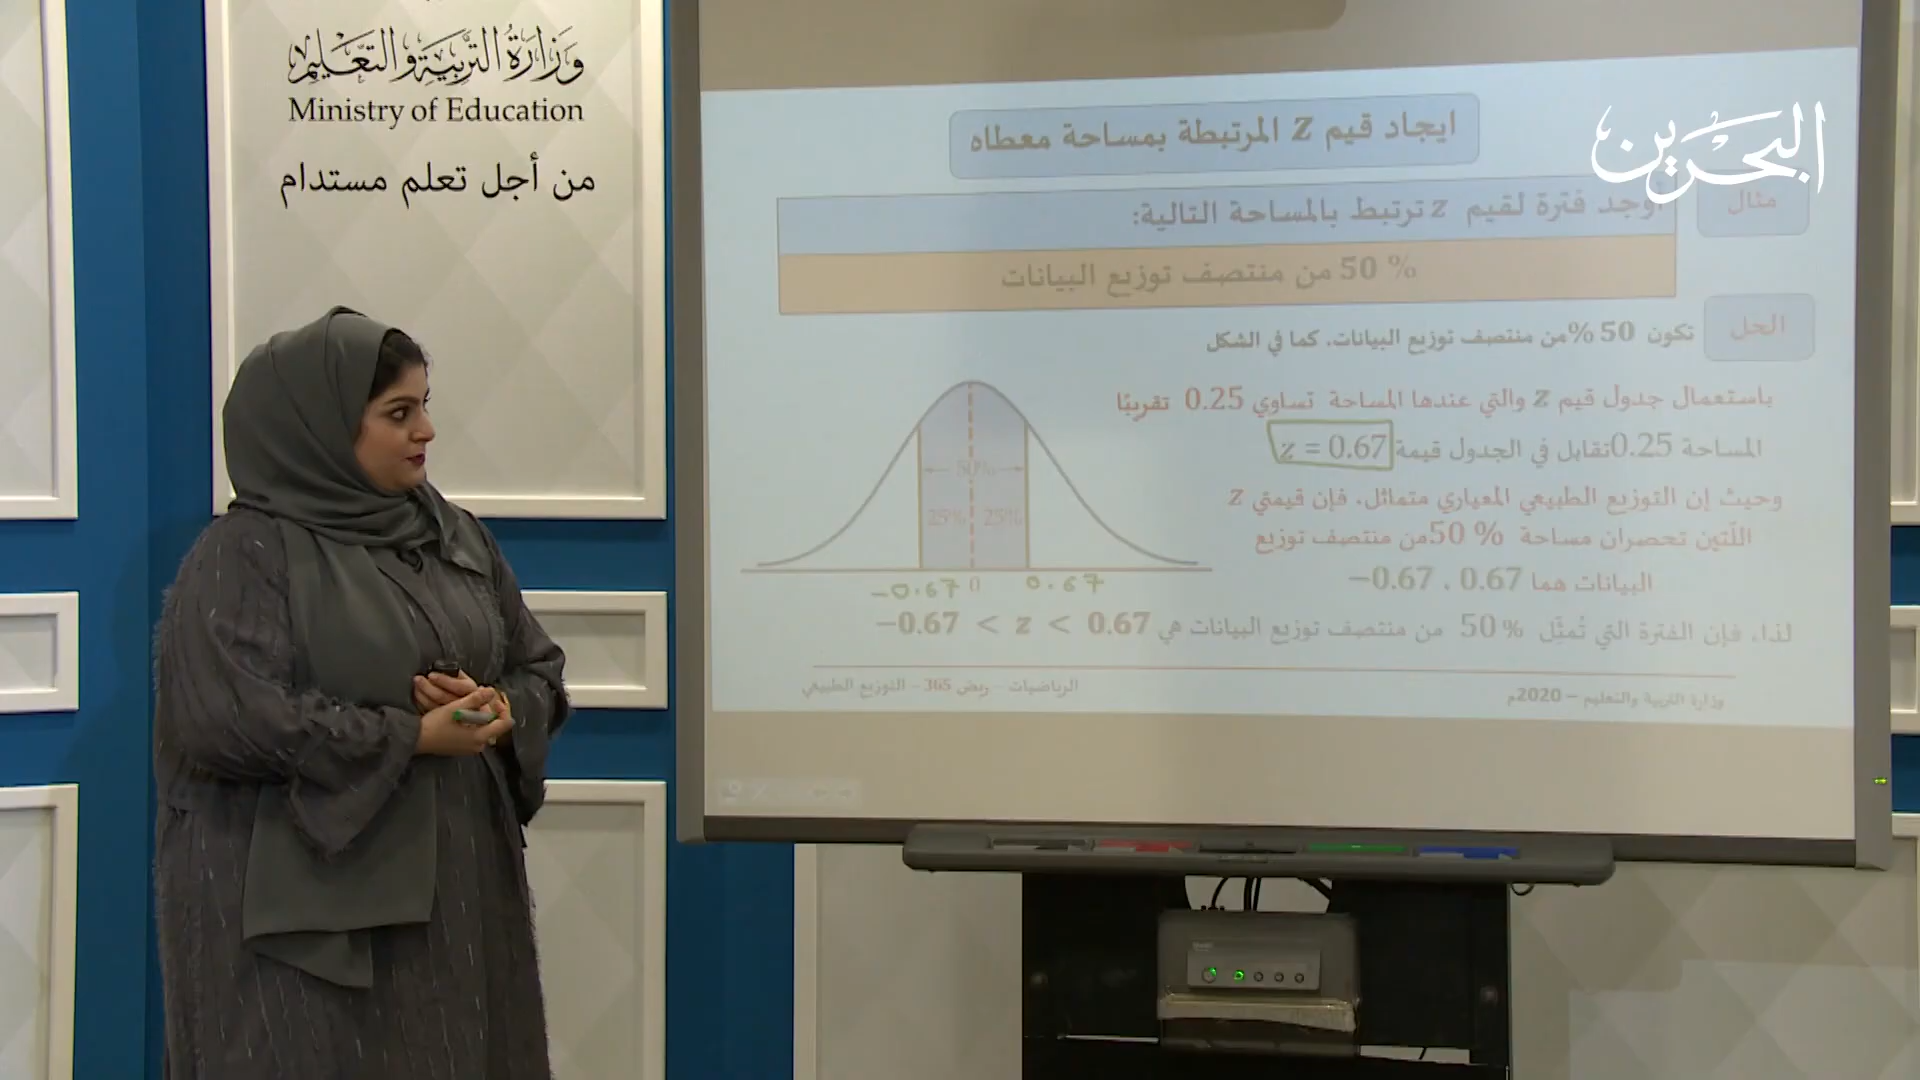 وزارة التربية والتعليم
Ministry of Education
من أجل تعلم مستدام
البحرين
ايجاد قيم Z المرتبطة بمساحة معطاه
مثال
أوجد فترة لقيم z ترتبط بالمساحة التالية:
50 % من منتصف توزيع البيانات
الحل
تكون 50 % من منتصف توزيع البيانات. كما في الشكل
باستعمال جدول قيم z والتي عندها المساحة تساوي 0.25 تقريبًا
المساحة 0.25 تقابل في الجدول قيمة z = 0.67
وحيث إن التوزيع الطبيعي المعياري متماثل. فإن قيمتي z
اللّتين تحصران مساحة 50 % من منتصف توزيع
البيانات هما 0.67 , −0.67
50%
25% 25%
−0.67 0 0.67
لذا، فإن الفترة التي تُمثِّل 50 % من منتصف توزيع البيانات هي −0.67 < z < 0.67
وزارة التربية والتعليم – 2020م
الرياضيات – ريض 365 – التوزيع الطبيعي